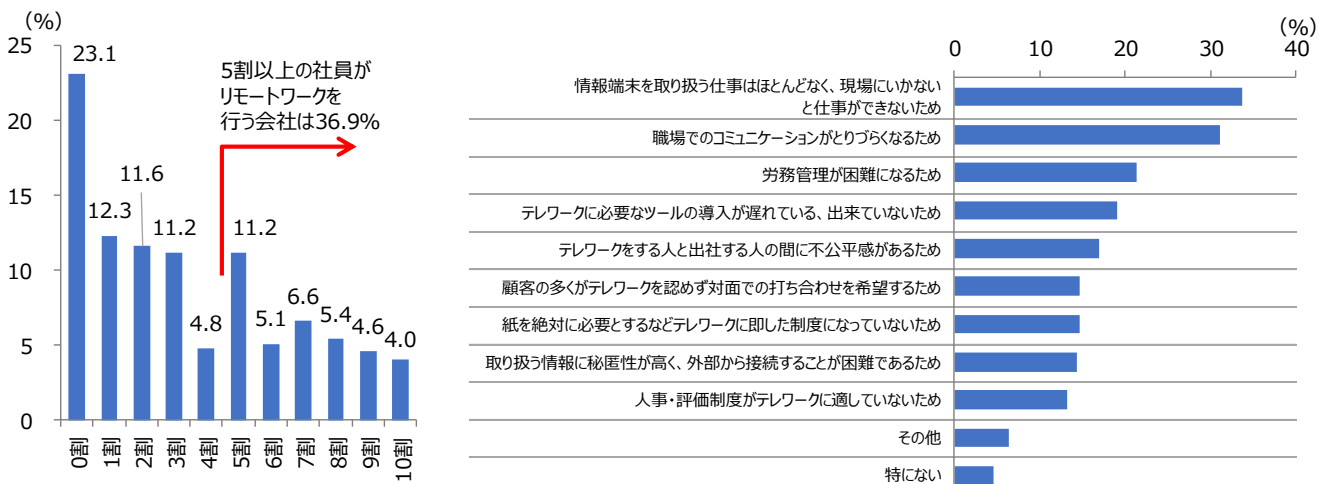 （%）
25
20
15
10
5
0
23.1
12.3
11.6
11.2
4.8
11.2
5.1
6.6
5.4
4.6
4.0
5割以上の社員が
リモートワークを
行う会社は36.9%
0割
1割
2割
3割
4割
5割
6割
7割
8割
9割
10割
（%）
0
10
20
30
40
情報端末を取り扱う仕事はほとんどなく、現場にいかない
と仕事ができないため
職場でのコミュニケーションがとりづらくなるため
労務管理が困難になるため
テレワークに必要なツールの導入が遅れている、出来ていないため
テレワークをする人と出社する人の間に不公平感があるため
顧客の多くがテレワークを認めず対面での打ち合わせを希望するため
紙を絶対に必要とするなどテレワークに即した制度になっていないため
取り扱う情報に秘匿性が高く、外部から接続することが困難であるため
人事・評価制度がテレワークに適していないため
その他
特にない